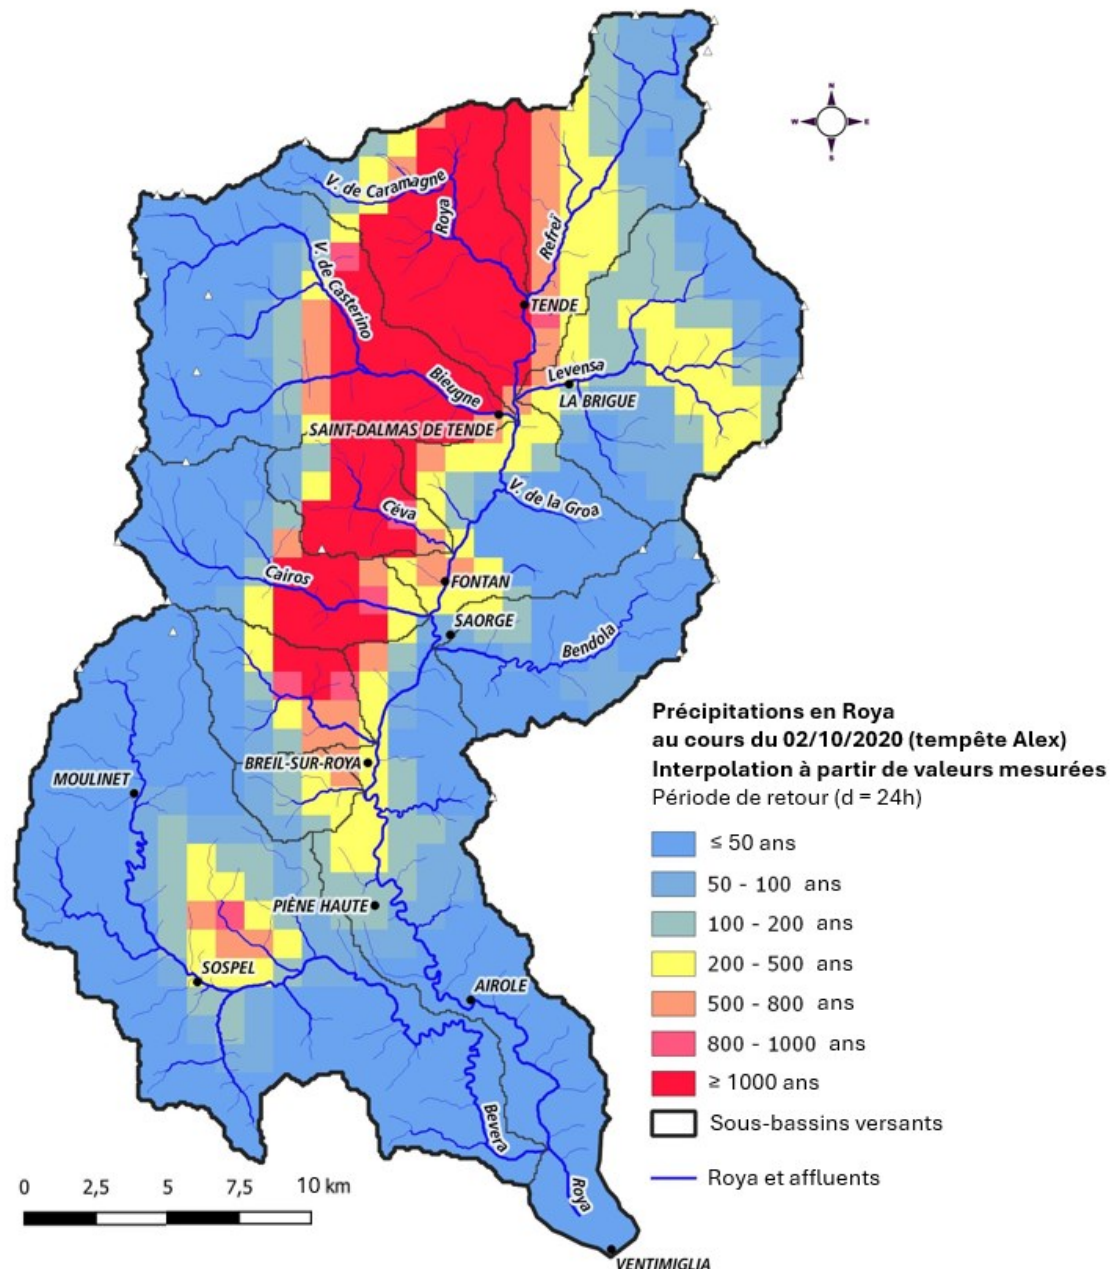 N
W E
S
V. de Caramagne
Roya
Refreï
V. de Casterino
TENDE
Bieugne
Levensa
LA BRIGUE
SAINT-DALMAS DE TENDE
V. de la Groa
Céva
Cairos
FONTAN
SAORGE
Bendola
BREIL-SUR-ROYA
MOULINET
PIÈNE HAUTE
SOSPEL
AIROLE
Bevera
Roya
VENTIMIGLIA
Précipitations en Roya
au cours du 02/10/2020 (tempête Alex)
Interpolation à partir de valeurs mesurées
Période de retour (d = 24h)
≤ 50 ans
50 - 100 ans
100 - 200 ans
200 - 500 ans
500 - 800 ans
800 - 1000 ans
≥ 1000 ans
Sous-bassins versants
Roya et affluents
0 2,5 5 7,5 10 km